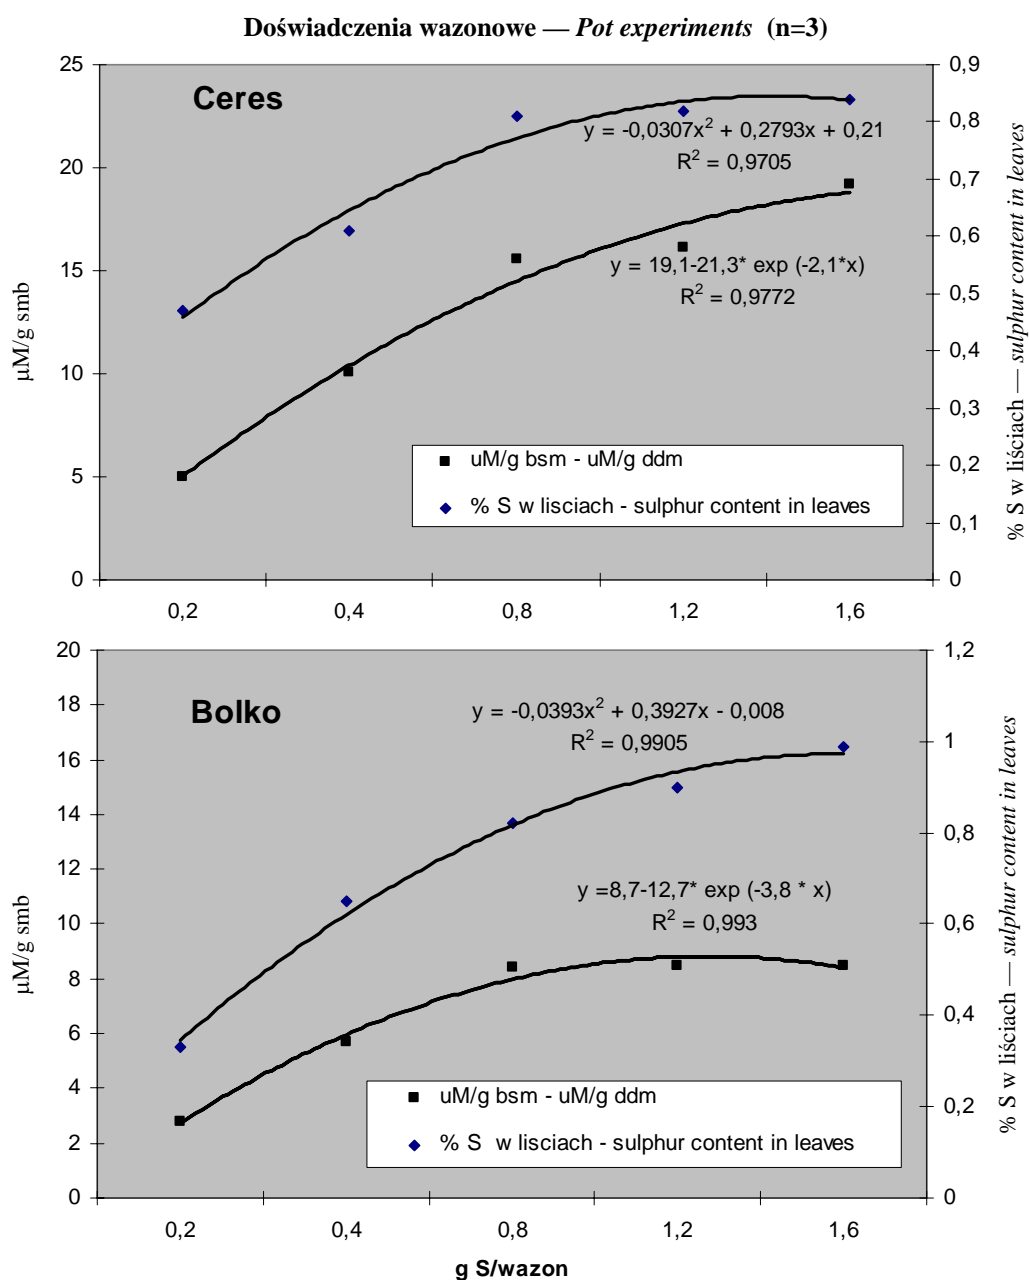 Doświadczenia wazonowe — Pot experiments (n=3)
Ceres
y = -0,0307x² + 0,2793x + 0,21
R² = 0,9705
y = 19,1-21,3* exp (-2,1*x)
R² = 0,9772
uM/g bsm - uM/g ddm
% S w lisciach - sulphur content in leaves
25
20
15
10
5
0
µM/g smb
0,9
0,8
0,7
0,6
0,5
0,4
0,3
0,2
0,1
0
% S w liściach — sulphur content in leaves
0,2 0,4 0,8 1,2 1,6
Bolko
y = -0,0393x² + 0,3927x - 0,008
R² = 0,9905
y =8,7-12,7* exp (-3,8 * x)
R² = 0,993
uM/g bsm - uM/g ddm
% S w lisciach - sulphur content in leaves
20
18
16
14
12
10
8
6
4
2
0
µM/g smb
1,2
1
0,8
0,6
0,4
0,2
0
% S w liściach — sulphur content in leaves
0,2 0,4 0,8 1,2 1,6
g S/wazon